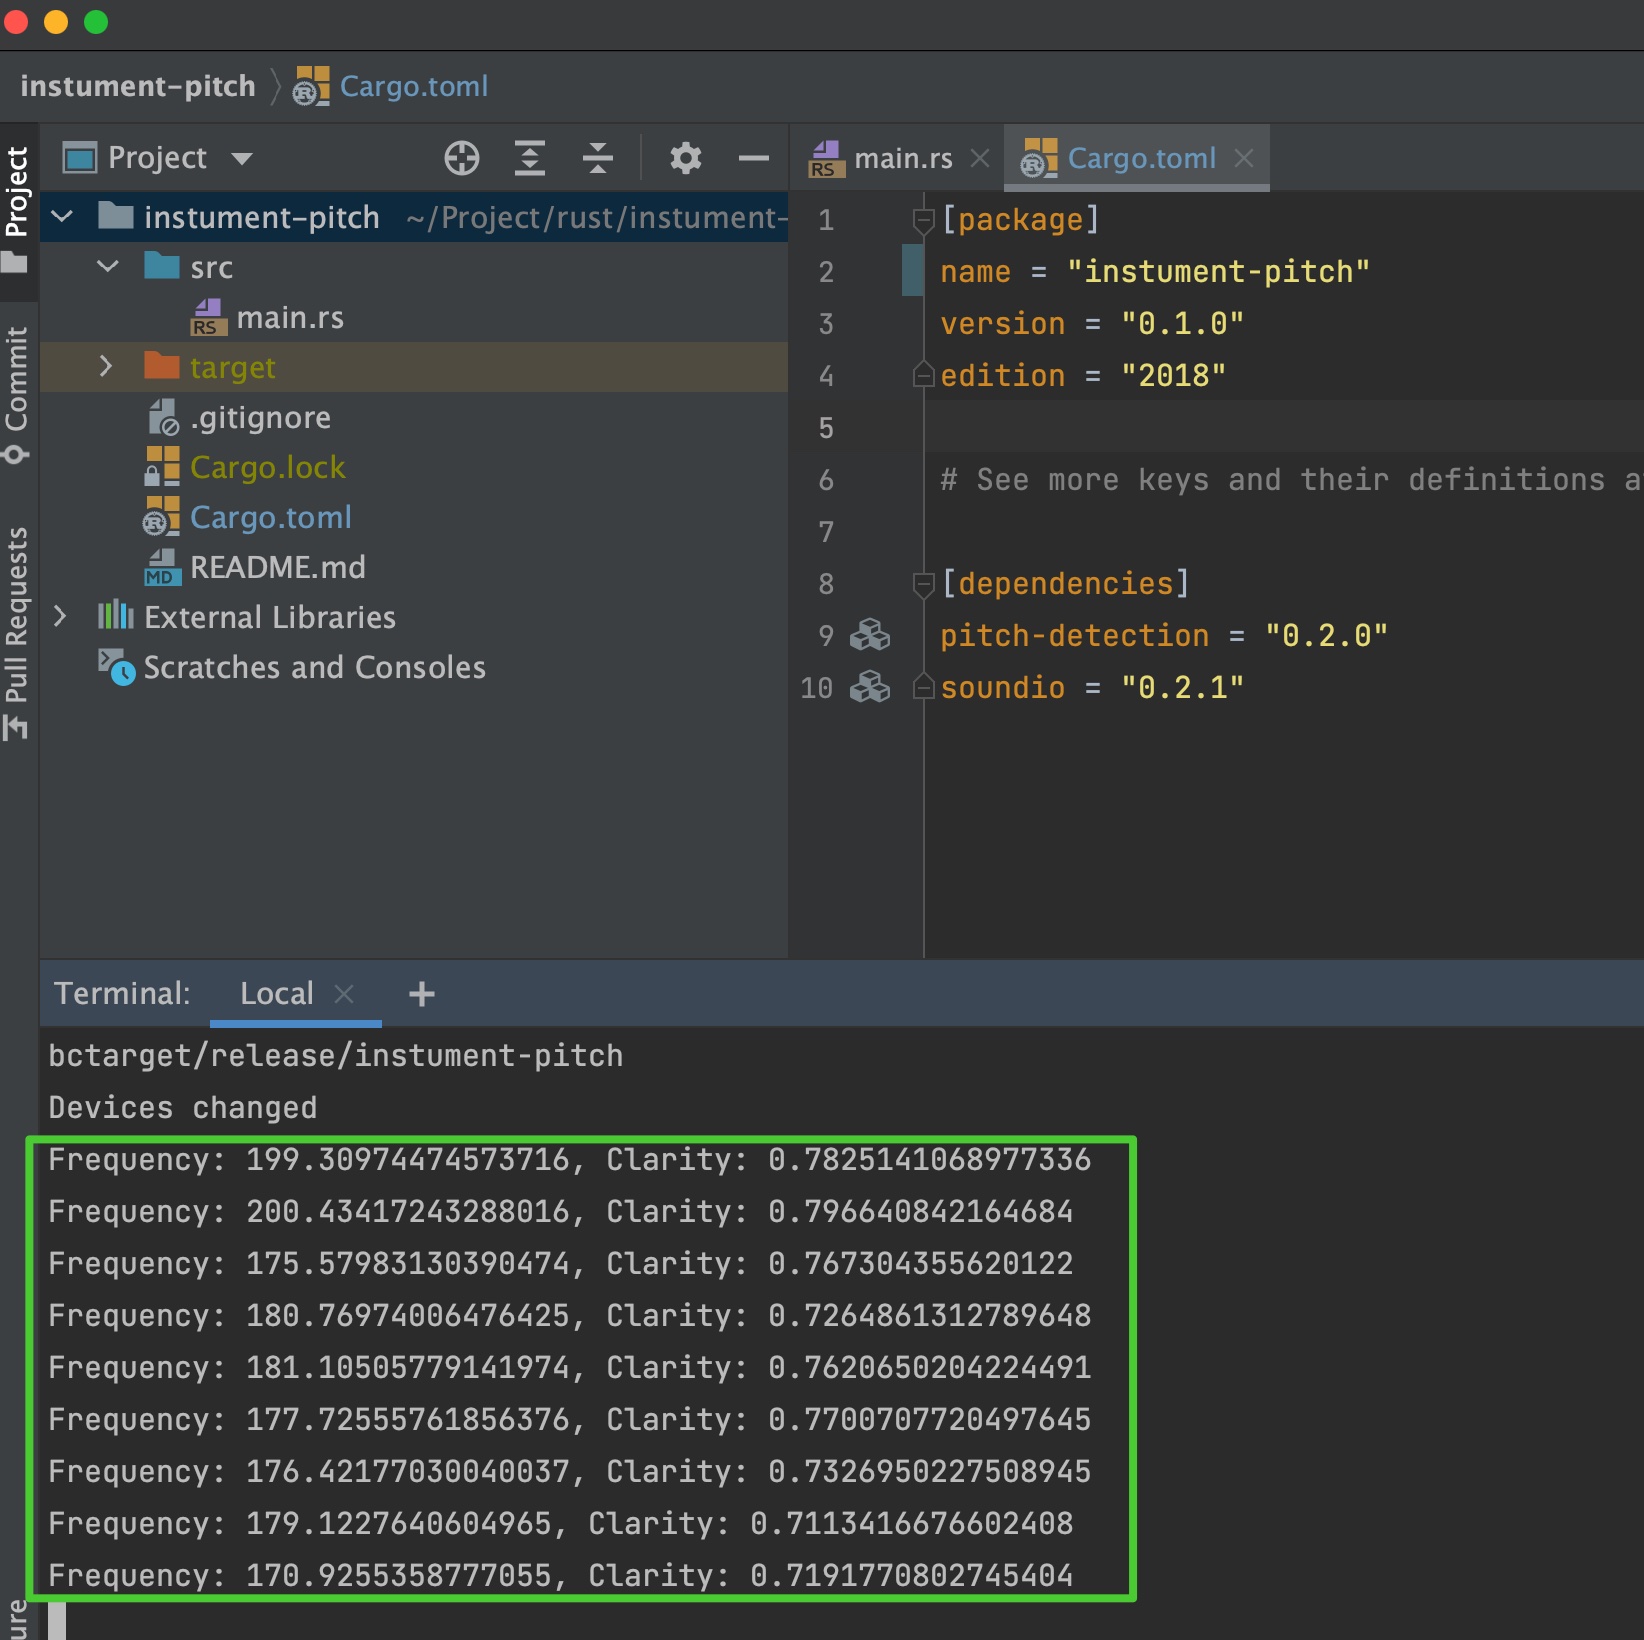 instument-pitch
Cargo.toml
Project
main.rs
Cargo.toml
Project
Commit
Pull Requests
instument-pitch ~/Project/rust/instument-
src
main.rs
target
.gitignore
Cargo.lock
Cargo.toml
README.md
External Libraries
Scratches and Consoles
1 [package]
2 name = "instument-pitch"
3 version = "0.1.0"
4 edition = "2018"
5
6 # See more keys and their definitions a
7
8 [dependencies]
9 pitch-detection = "0.2.0"
10 soundio = "0.2.1"
Terminal: Local +
bctarget/release/instument-pitch
Devices changed
Frequency: 199.30974474573716, Clarity: 0.7825141068977336
Frequency: 200.43417243288016, Clarity: 0.796640842164684
Frequency: 175.57983130390474, Clarity: 0.767304355620122
Frequency: 180.76974006476425, Clarity: 0.7264861312789648
Frequency: 181.10505779141974, Clarity: 0.7620650204224491
Frequency: 177.72555761856376, Clarity: 0.7700707720497645
Frequency: 176.42177030040037, Clarity: 0.7326950227508945
Frequency: 179.1227640604965, Clarity: 0.7113416676602408
Frequency: 170.9255358777055, Clarity: 0.7191770802745404
ure